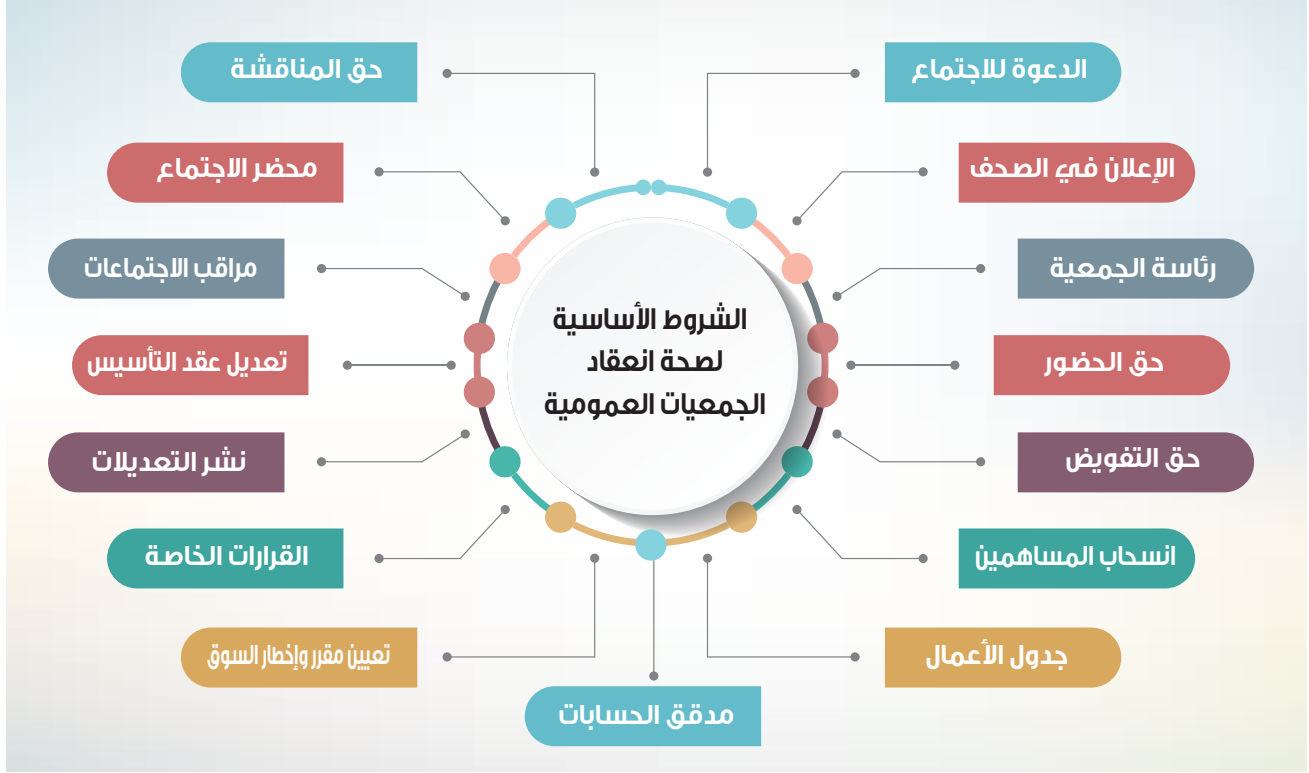 الشروط الأساسية
لصحة انعقاد
الجمعيات العمومية
الدعوة للاجتماع
الإعلان في الصحف
رئاسة الجمعية
حق الحضور
حق التفويض
انسحاب المساهمين
جدول الأعمال
مدقق الحسابات
تعيين مقرر وإخطار السوق
القرارات الخاصة
نشر التعديلات
تعديل عقد التأسيس
مراقب الاجتماعات
محضر الاجتماع
حق المناقشة